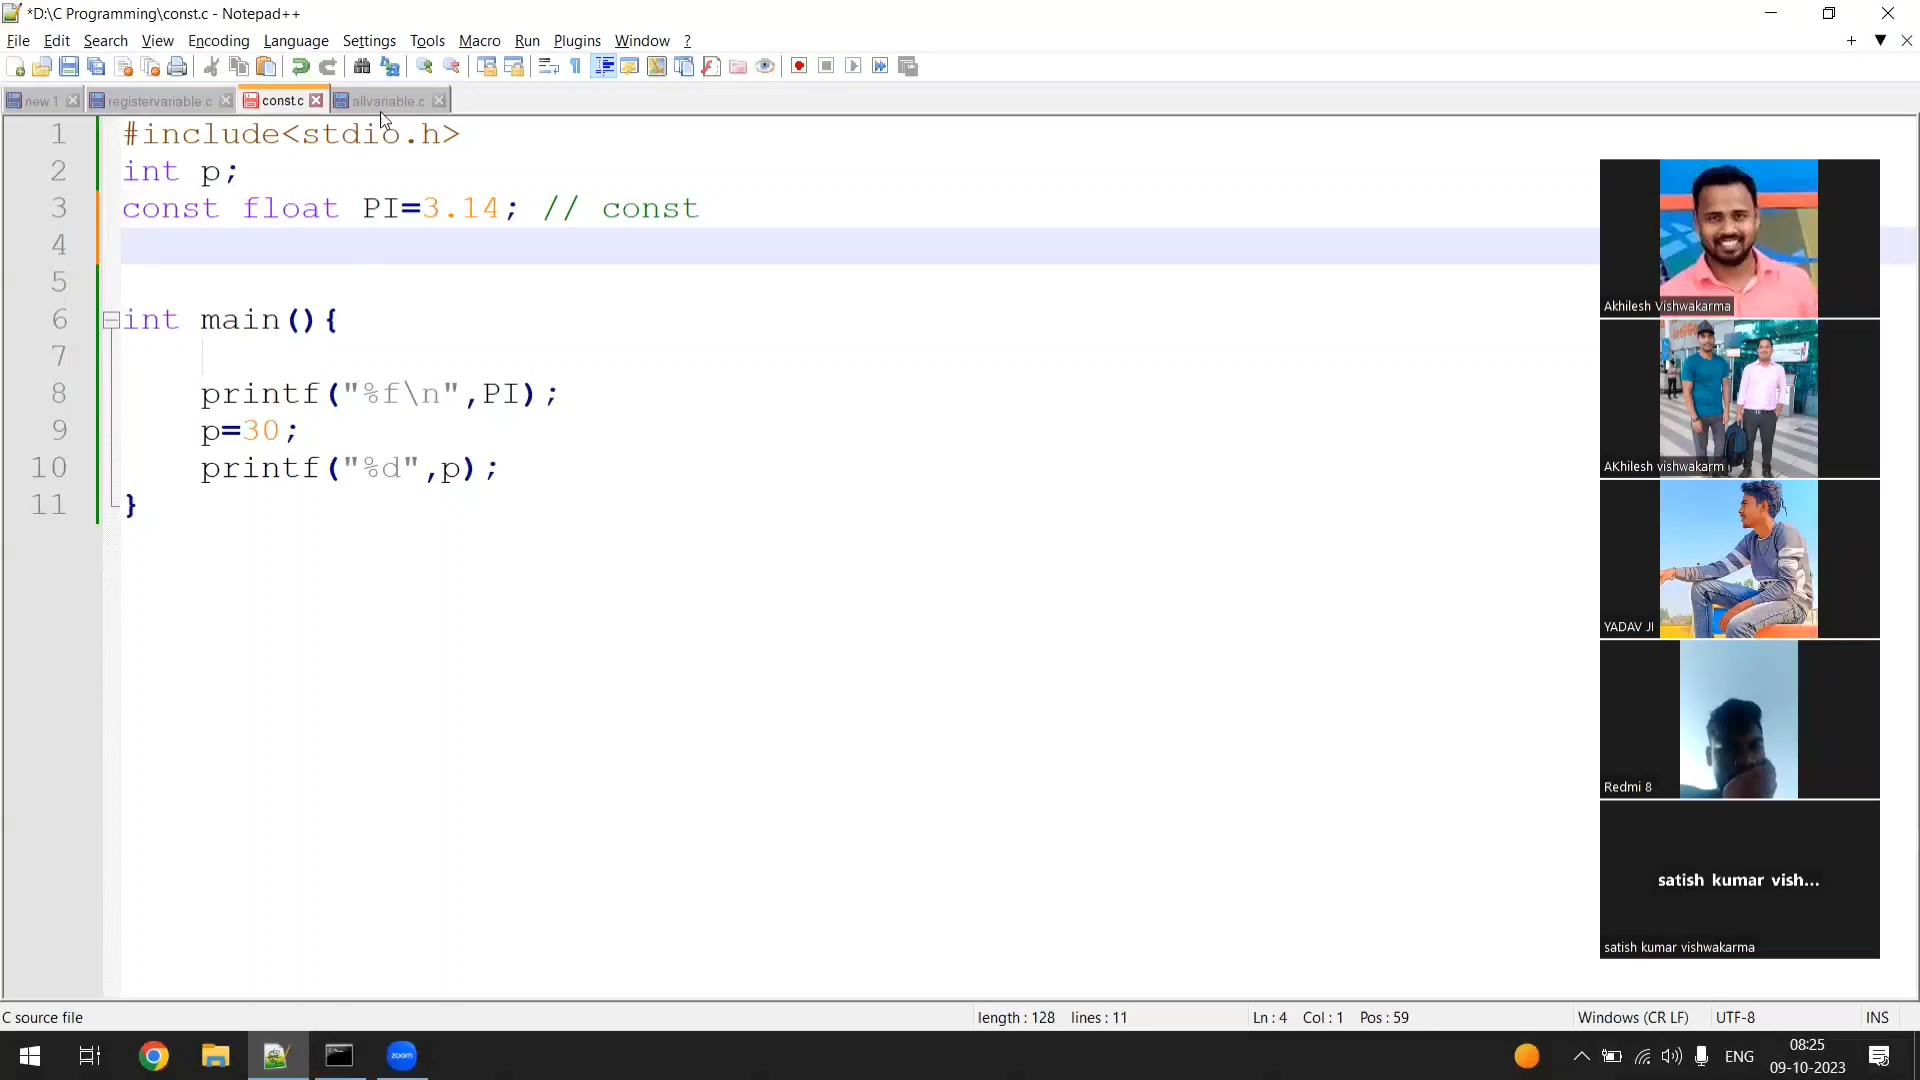 *D:\C Programming\const.c - Notepad++
File Edit Search View Encoding Language Settings Tools Macro Run Plugins Window ?
new 1 registervariable.c const.c allvariable.c
1 #include<stdio.h>
2 int p;
3 const float PI=3.14; // const
4
5
6 int main(){
7
8 printf("%f\n",PI);
9 p=30;
10 printf("%d",p);
11 }
Akhilesh Vishwakarma
AKhilesh vishwakarm
YADAV JI
Redmi 8
satish kumar vish...
satish kumar vishwakarma
C source file length : 128 lines : 11 Ln : 4 Col : 1 Pos : 59 Windows (CR LF) UTF-8 INS
zoom ENG 08:25
09-10-2023